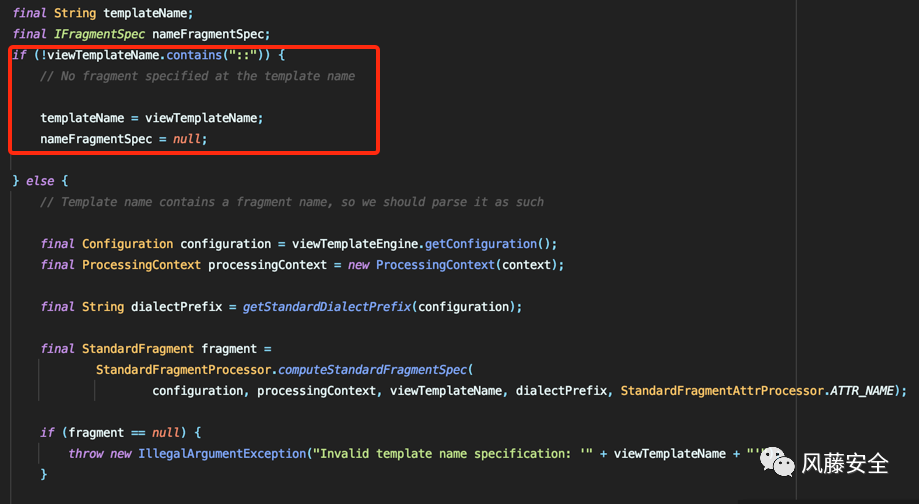 final String templateName;
final IFragmentSpec nameFragmentSpec;
if (!viewTemplateName.contains("::")) {
// No fragment specified at the template name
templateName = viewTemplateName;
nameFragmentSpec = null;
} else {
// Template name contains a fragment name, so we should parse it as such
final Configuration configuration = viewTemplateEngine.getConfiguration();
final ProcessingContext processingContext = new ProcessingContext(context);
final String dialectPrefix = getStandardDialectPrefix(configuration);
final StandardFragment fragment =
StandardFragmentProcessor.computeStandardFragmentSpec(
configuration, processingContext, viewTemplateName, dialectPrefix, StandardFragmentAttrProcessor.ATTR_NAME);
if (fragment == null) {
throw new IllegalArgumentException("Invalid template name specification: '" + viewTemplateName + "'"
}
风藤安全